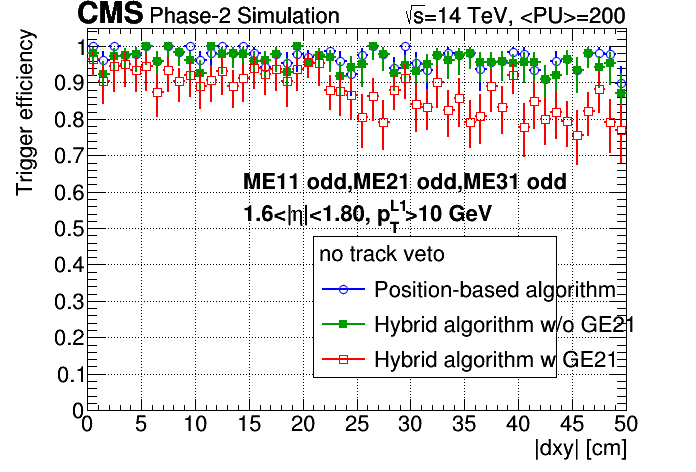 CMS Phase-2 Simulation √s=14 TeV, <PU>=200
Trigger efficiency
1
0.9
0.8
0.7
0.6
0.5
0.4
0.3
0.2
0.1
0
ME11 odd,ME21 odd,ME31 odd
1.6<|η|<1.80, p_T^L1>10 GeV
no track veto
Position-based algorithm
Hybrid algorithm w/o GE21
Hybrid algorithm w GE21
0 5 10 15 20 25 30 35 40 45 50
|dxy| [cm]